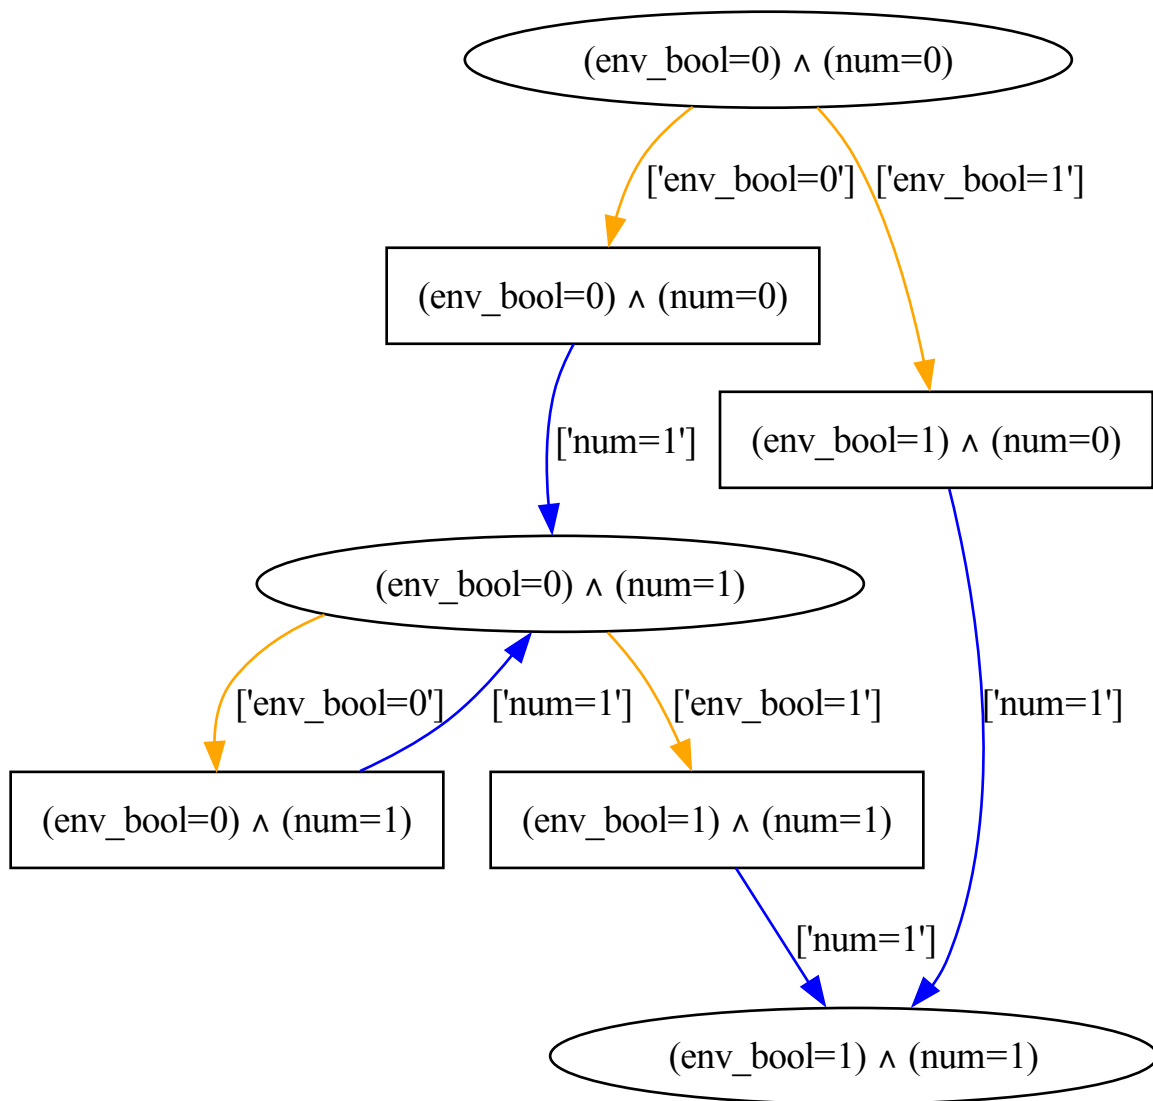 (env_bool=0) ∧ (num=0)
['env_bool=0']
['env_bool=1']
(env_bool=0) ∧ (num=0)
(env_bool=1) ∧ (num=0)
['num=1']
(env_bool=0) ∧ (num=1)
['env_bool=0']
['num=1']
['env_bool=1']
['num=1']
(env_bool=0) ∧ (num=1)
(env_bool=1) ∧ (num=1)
['num=1']
(env_bool=1) ∧ (num=1)